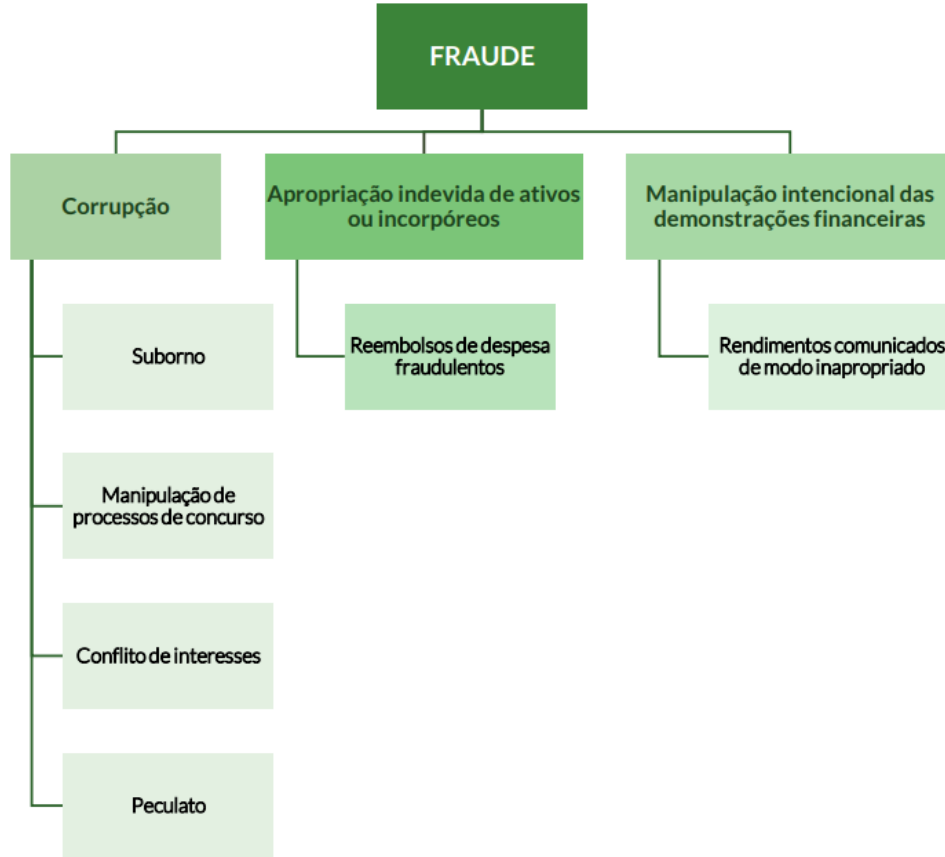 FRAUDE
Corrupção
Apropriação indevida de ativos
ou incorpóreos
Manipulação intencional das
demonstrações financeiras
Suborno
Manipulação de
processos de concurso
Conflito de interesses
Peculato
Reembolsos de despesa
fraudulentos
Rendimentos comunicados
de modo inapropriado